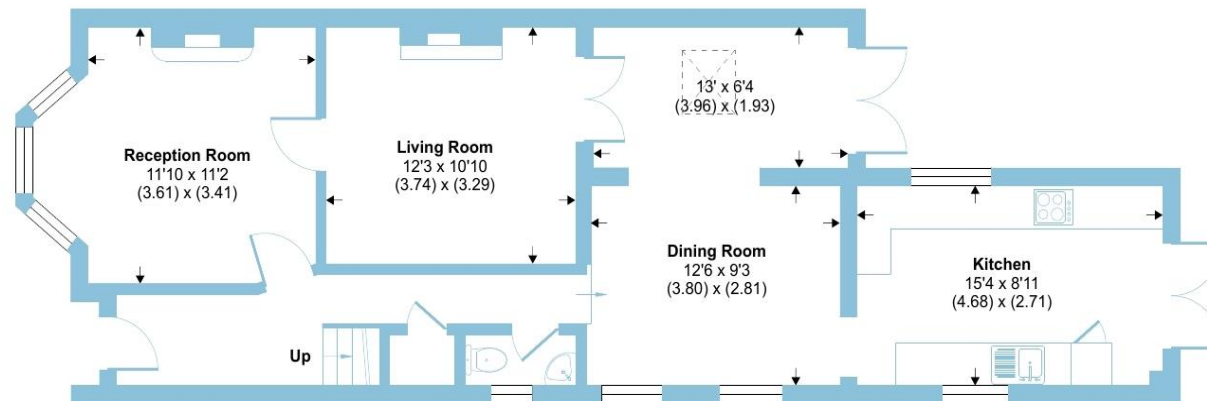 Reception Room
11'10 x 11'2
(3.61) x (3.41)
Living Room
12'3 x 10'10
(3.74) x (3.29)
13' x 6'4
(3.96) x (1.93)
Dining Room
12'6 x 9'3
(3.80) x (2.81)
Kitchen
15'4 x 8'11
(4.68) x (2.71)
Up